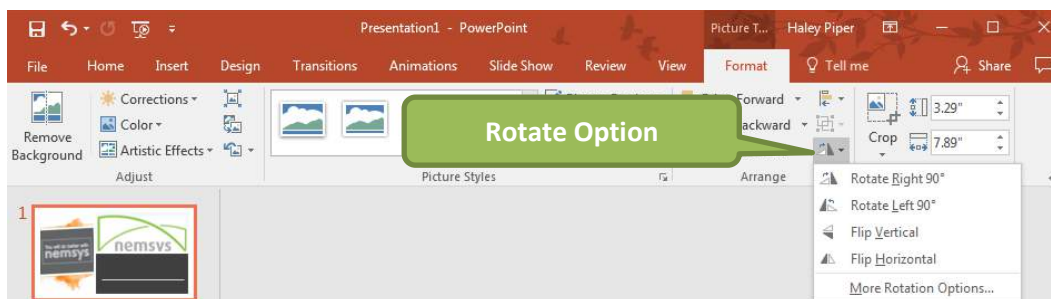 Presentation1 - PowerPoint
Picture T...
Haley Piper
File Home Insert Design Transitions Animations Slide Show Review View Format Tell me Share
Remove
Background
Corrections
Color
Artistic Effects
Adjust
Picture Styles
Rotate Option
Forward
ackward
Arrange
Crop
3.29"
7.89"
Rotate Right 90°
Rotate Left 90°
Flip Vertical
Flip Horizontal
More Rotation Options...
1
nemsys
nemsys